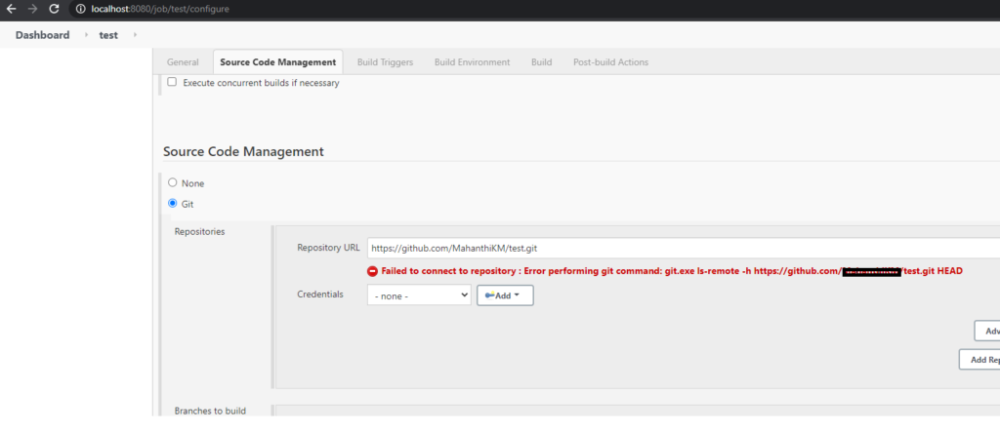 localhost:8080/job/test/configure
Dashboard test
General Source Code Management Build Triggers Build Environment Build Post-build Actions
Execute concurrent builds if necessary
Source Code Management
None
Git
Repositories
Repository URL https://github.com/MahanthiKM/test.git
Failed to connect to repository : Error performing git command: git.exe ls-remote -h https://github.com/ /test.git HEAD
Credentials - none - Add
Adv
Add Rep
Branches to build